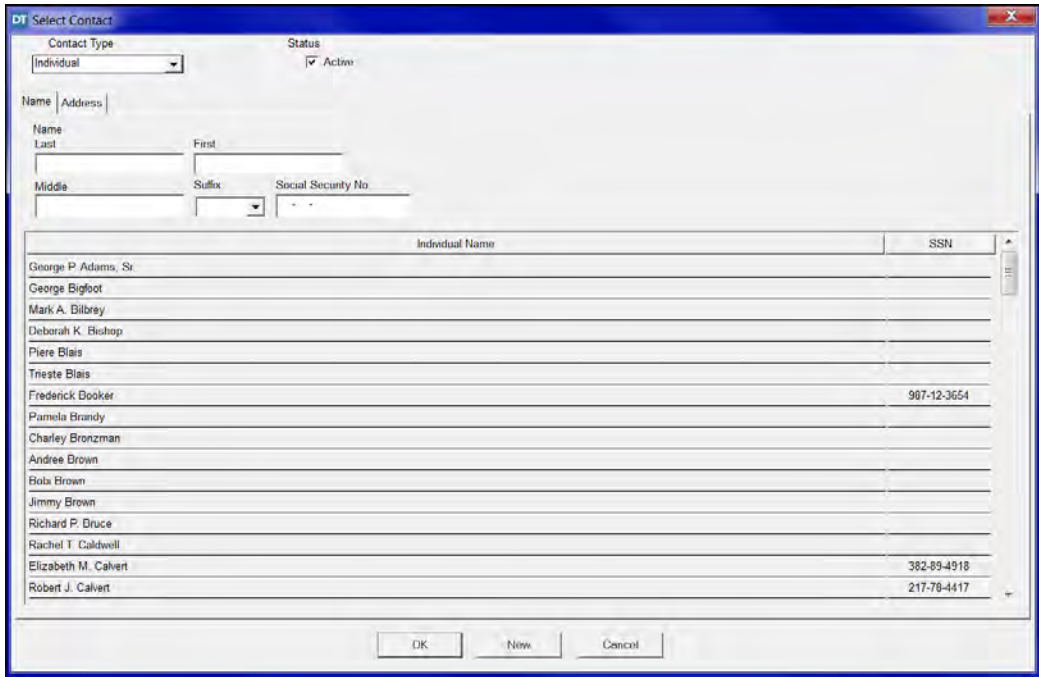 DT Select Contact
Contact Type Status
Individual Active
Name Address
Name
Last First
Middle Suffix Social Security No
- -
Individual Name SSN
George P. Adams, Sr.
George Bigfoot
Mark A. Bilbrey
Deborah K. Bishop
Piere Blais
Trieste Blais
Frederick Booker 987-12-3654
Pamela Brandy
Charley Bronzman
Andree Brown
Bobs Brown
Jimmy Brown
Richard P. Bruce
Rachel T. Caldwell
Elizabeth M. Calvert 382-89-4918
Robert J. Calvert 217-78-4417
OK New Cancel